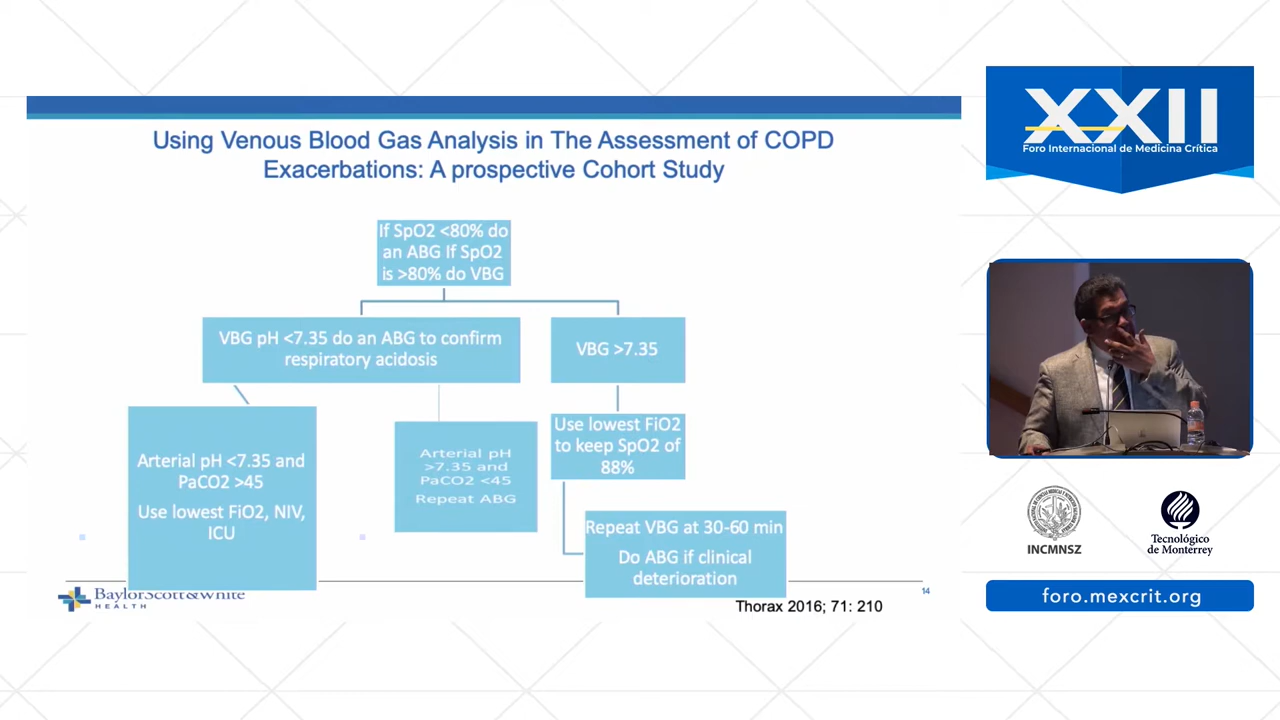 Using Venous Blood Gas Analysis in The Assessment of COPD
Exacerbations: A prospective Cohort Study
If SpO2 <80% do
an ABG If SpO2
is >80% do VBG
VBG pH <7.35 do an ABG to confirm
respiratory acidosis
VBG >7.35
Arterial pH <7.35 and
PaCO2 >45
Use lowest FiO2, NIV,
ICU
Arterial pH
>7.35 and
PaCO2 <45
Repeat ABG
Use lowest FiO2
to keep SpO2 of
88%
Repeat VBG at 30-60 min
Do ABG if clinical
deterioration
BaylorScott&White
HEALTH
14
Thorax 2016; 71: 210
XXII
Foro Internacional de Medicina Crítica
INCMNSZ
Tecnológico
de Monterrey
foro.mexcrit.org